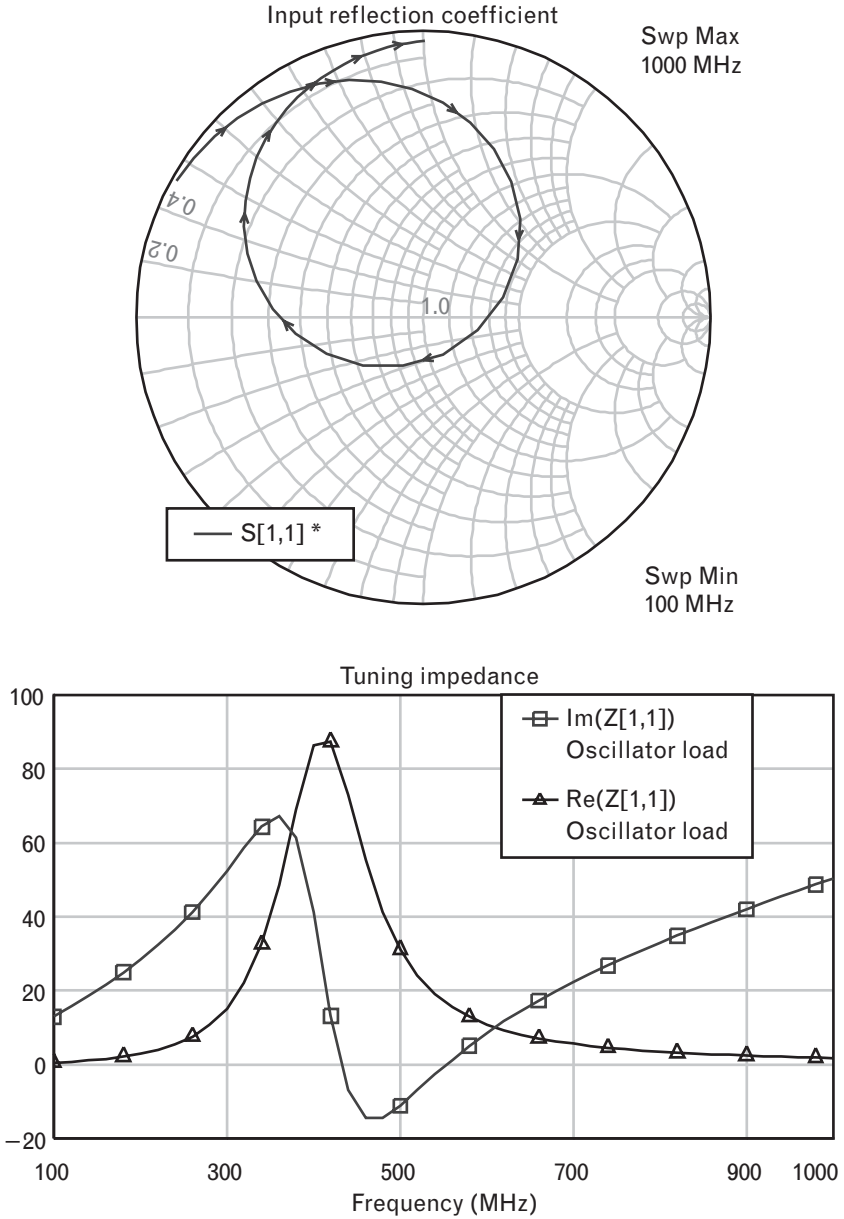 Input reflection coefficient
Swp Max
1000 MHz
0.4
0.2
1.0
S[1,1] *
Swp Min
100 MHz
Tuning impedance
100
80
60
40
20
0
−20
Im(Z[1,1])
Oscillator load
Re(Z[1,1])
Oscillator load
100 300 500 700 900 1000
Frequency (MHz)